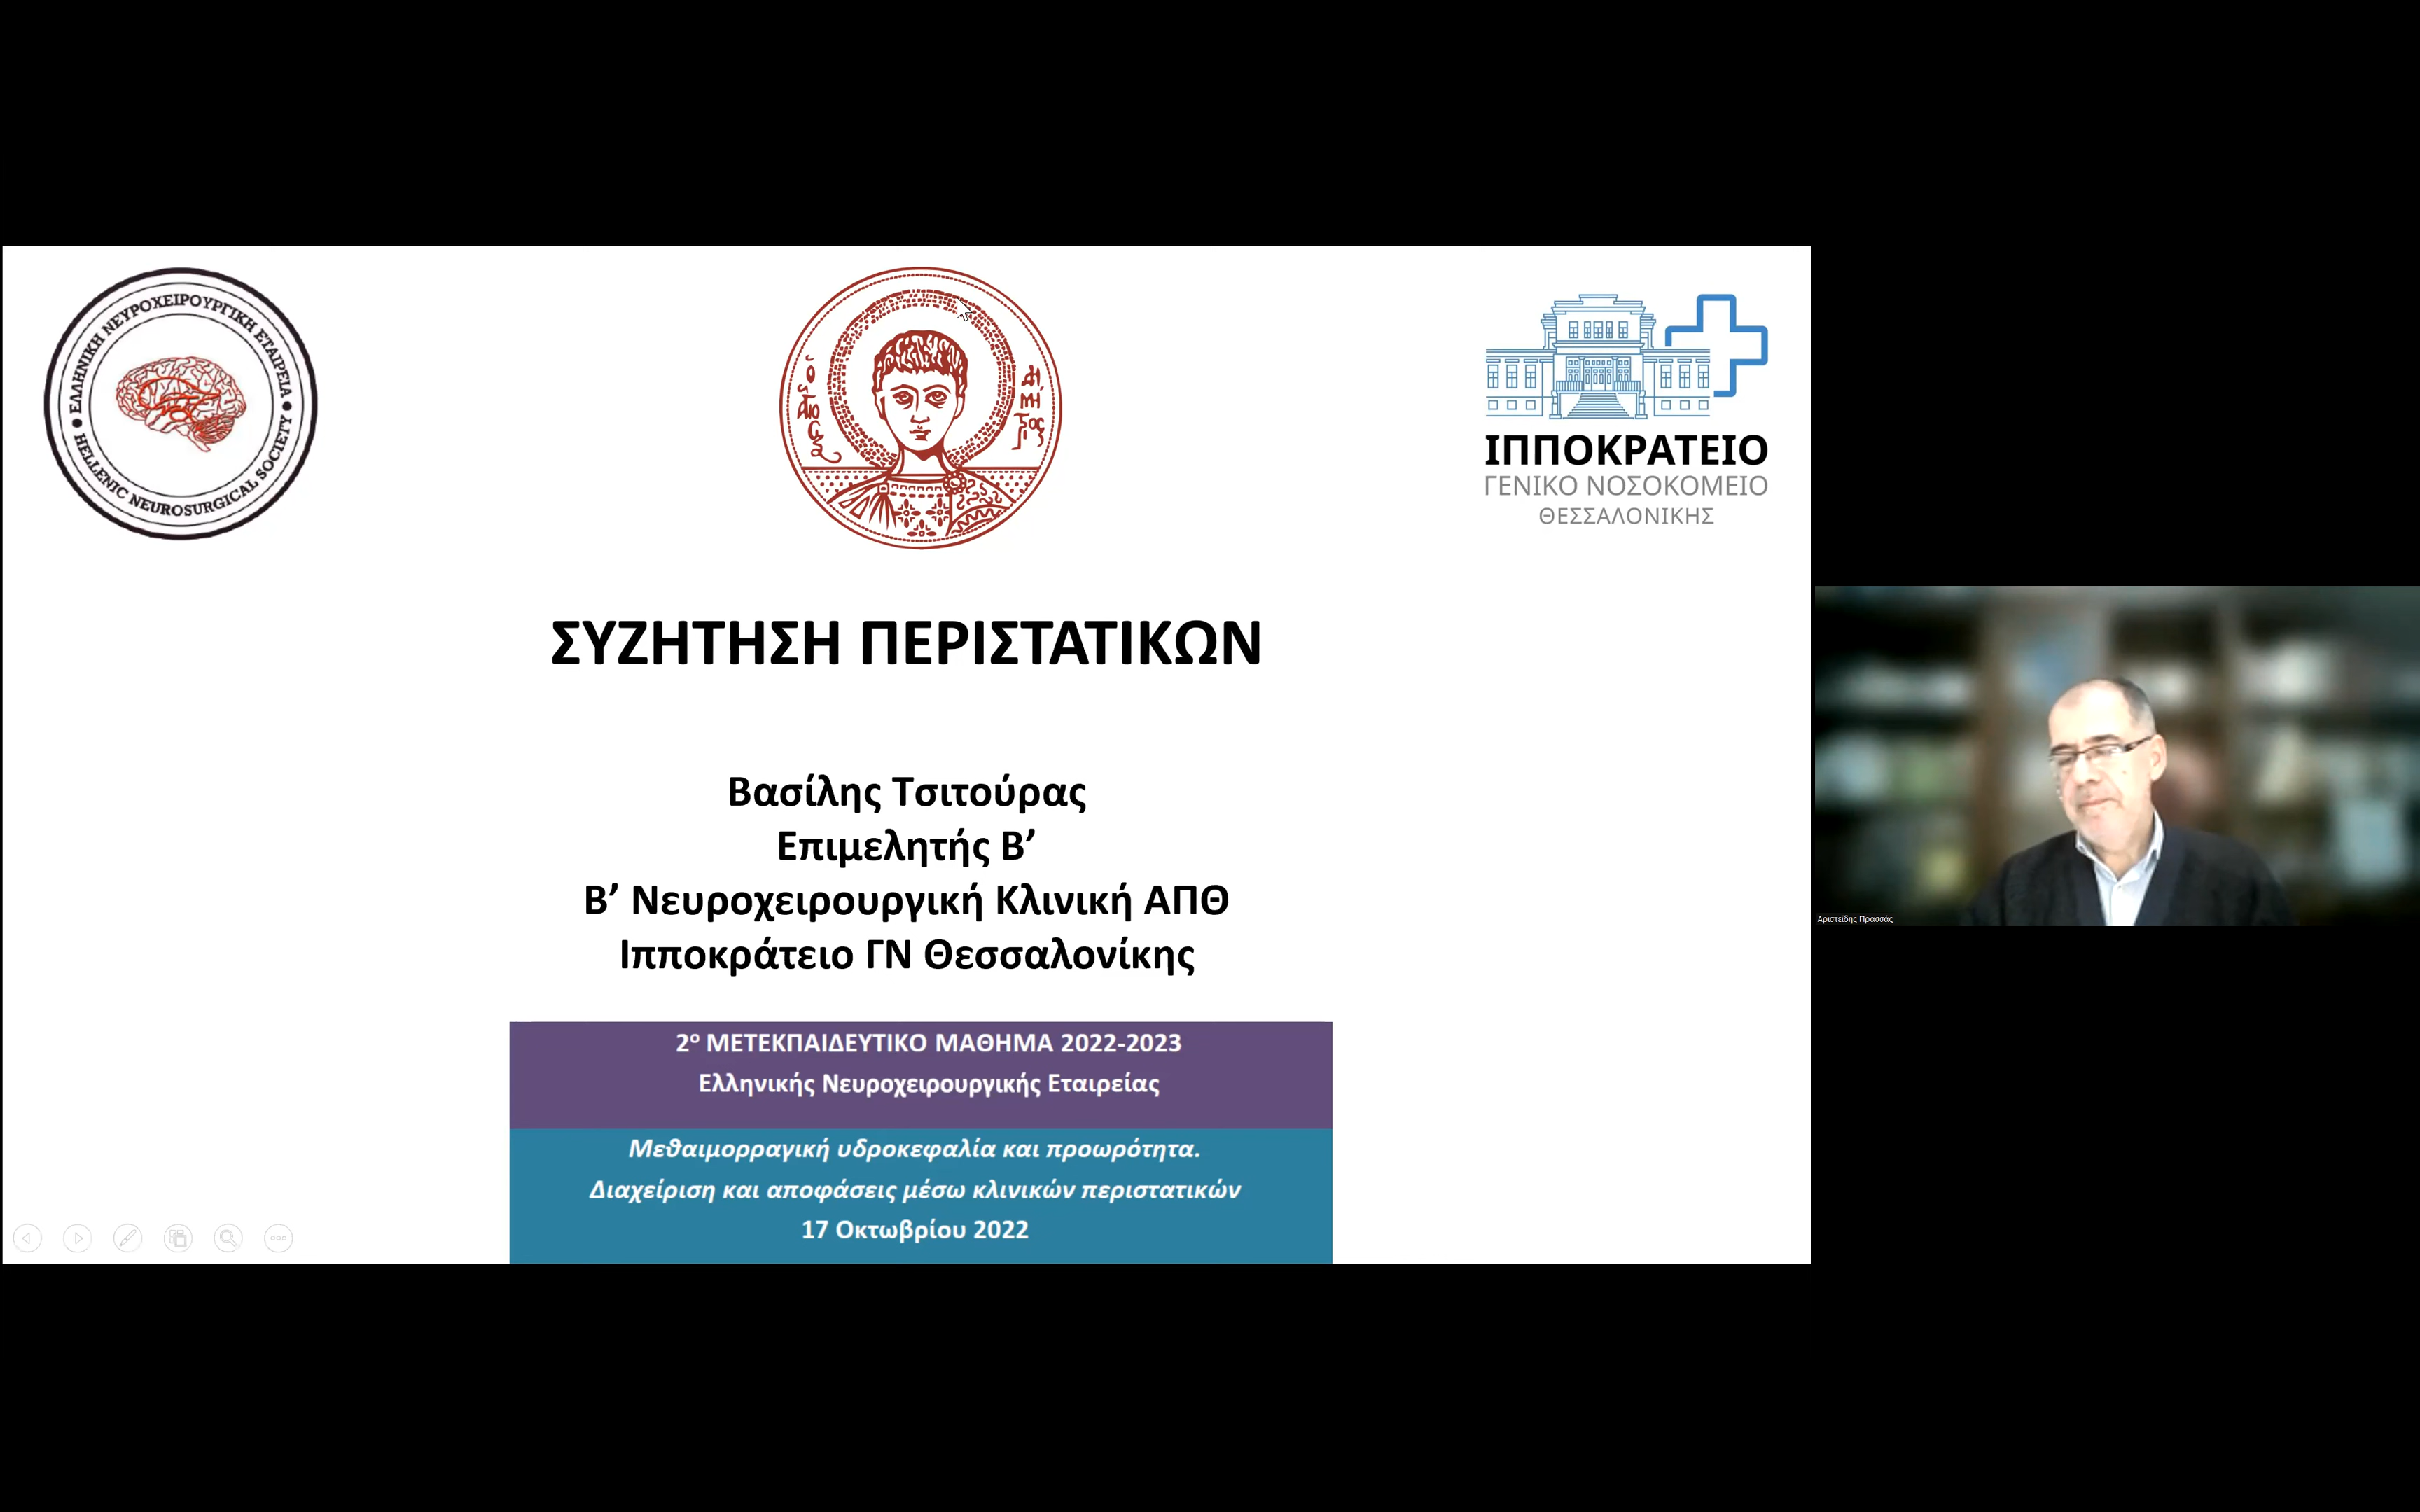 ΕΛΛΗΝΙΚΗ ΝΕΥΡΟΧΕΙΡΟΥΡΓΙΚΗ ΕΤΑΙΡΕΙΑ
HELLENIC NEUROSURGICAL SOCIETY
ΙΠΠΟΚΡΑΤΕΙΟ
ΓΕΝΙΚΟ ΝΟΣΟΚΟΜΕΙΟ
ΘΕΣΣΑΛΟΝΙΚΗΣ
ΣΥΖΗΤΗΣΗ ΠΕΡΙΣΤΑΤΙΚΩΝ
Βασίλης Τσιτούρας
Επιμελητής Β’
Β’ Νευροχειρουργική Κλινική ΑΠΘ
Ιπποκράτειο ΓΝ Θεσσαλονίκης
2ο ΜΕΤΕΚΠΑΙΔΕΥΤΙΚΟ ΜΑΘΗΜΑ 2022-2023
Ελληνικής Νευροχειρουργικής Εταιρείας
Μεθαιμορραγική υδροκεφαλία και προωρότητα.
Διαχείριση και αποφάσεις μέσω κλινικών περιστατικών
17 Οκτωβρίου 2022
Αριστείδης Πρασσάς